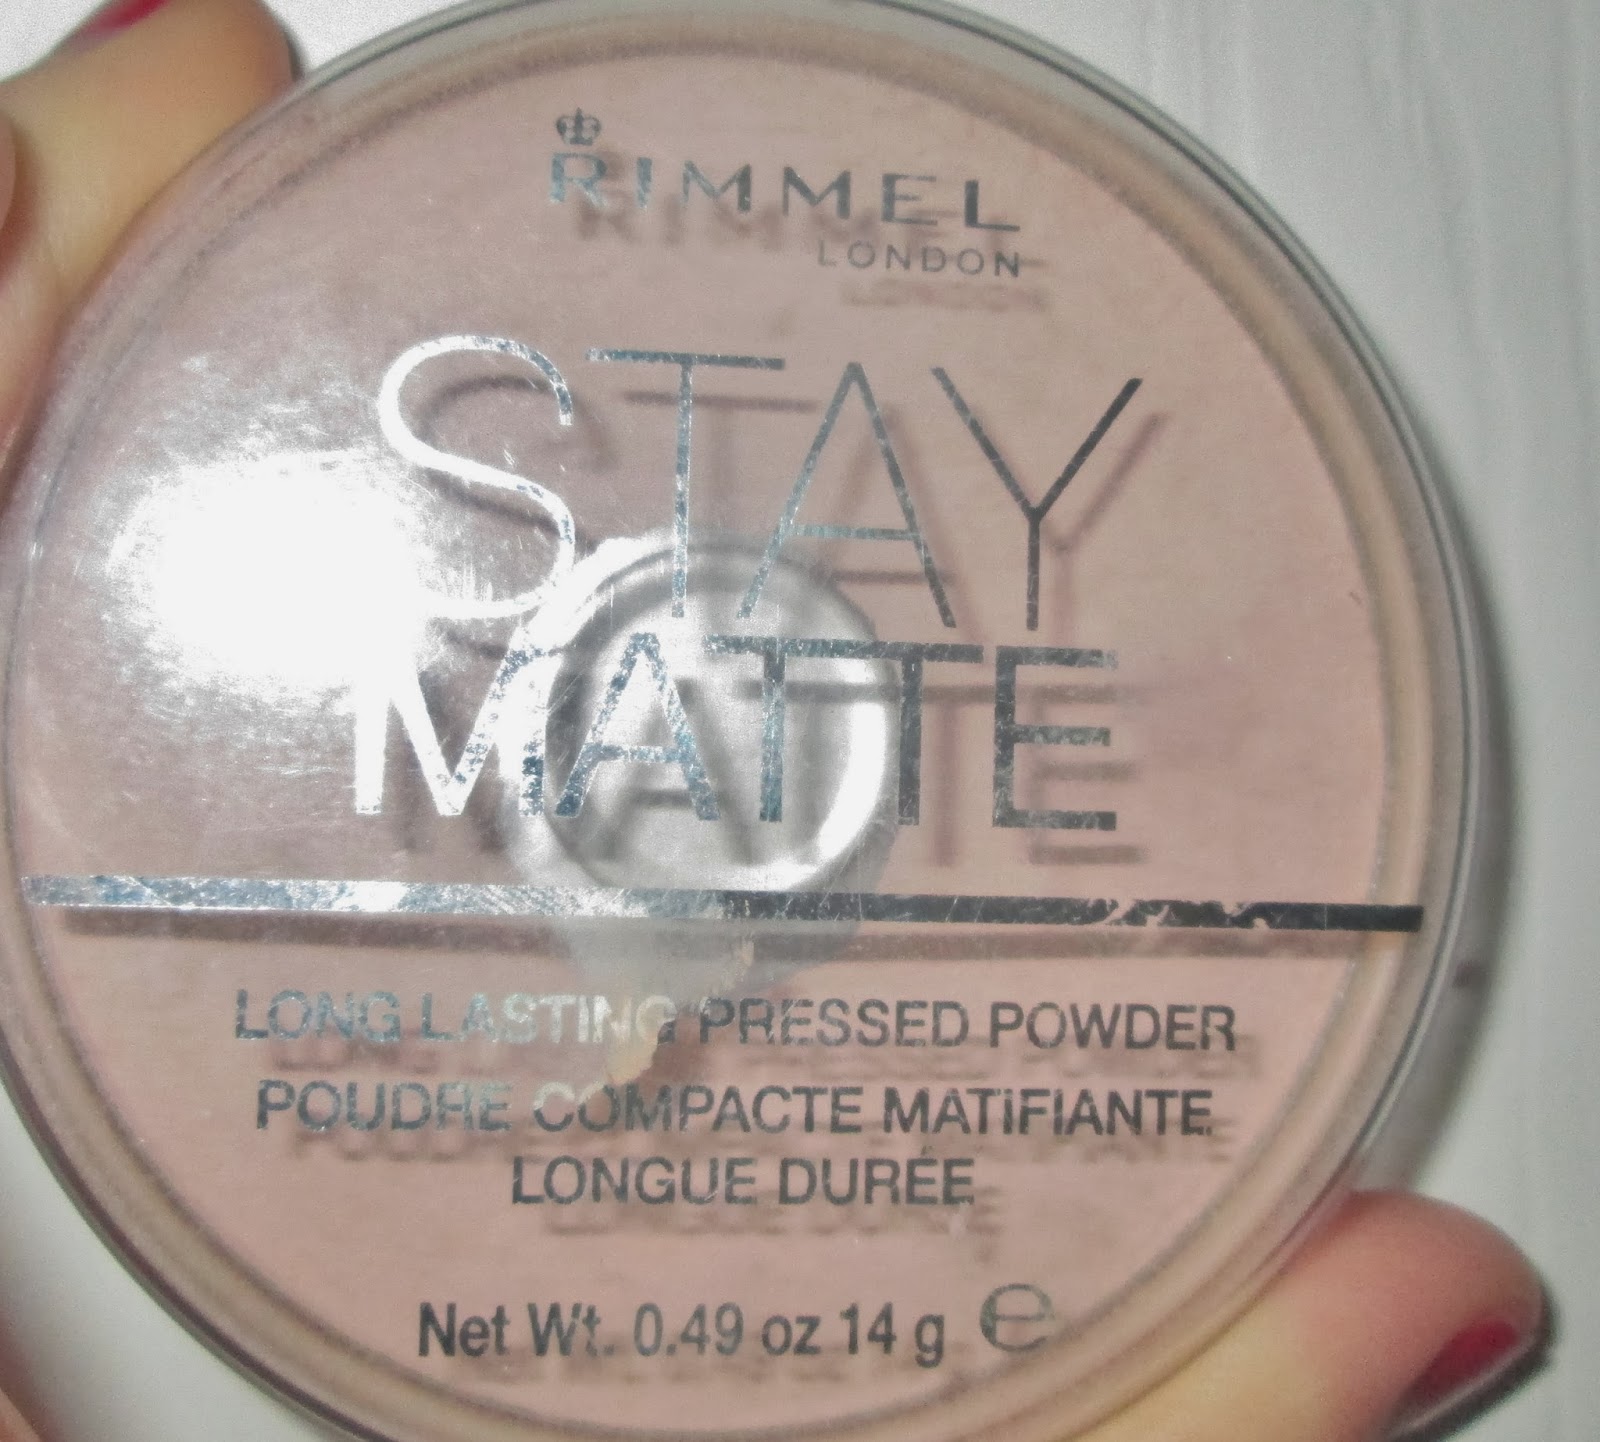 RIMMEL
LONDON
STAY
MATTE
LONG LASTING PRESSED POWDER
POUDRE COMPACTE MATIFIANTE
LONGUE DURÉE
Net Wt. 0.49 oz 14 g ℮